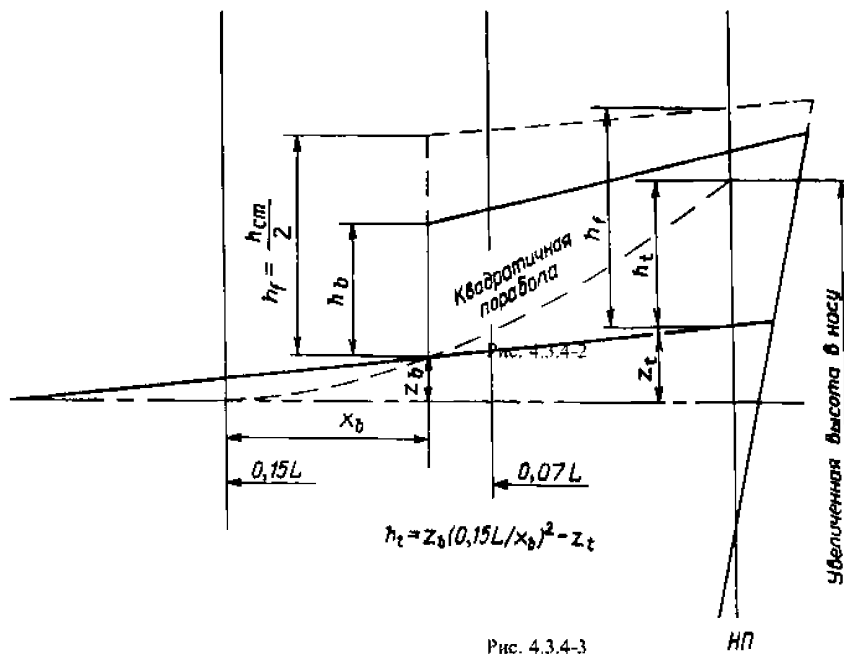 h_f = h_cm / 2
h_b
h_f
h_t
Квадратичная
парабола
Рис. 4.3.4-2
z_b
z_t
x_b
0,15L
0,07L
h_t = z_b(0,15L/x_b)² - z_t
Увеличенная высота в носу
Рис. 4.3.4-3
НП